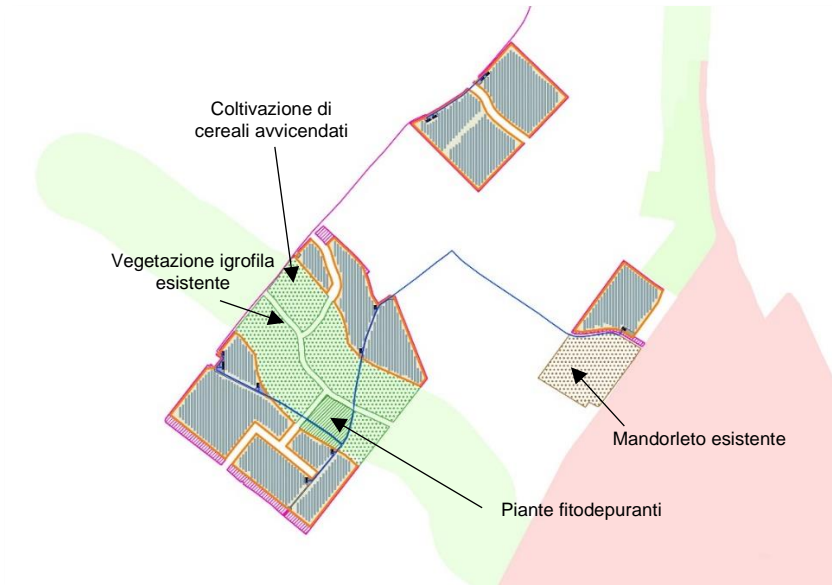 Coltivazione di
cereali avvicendati
Vegetazione igrofila
esistente
Mandorleto esistente
Piante fitodepuranti